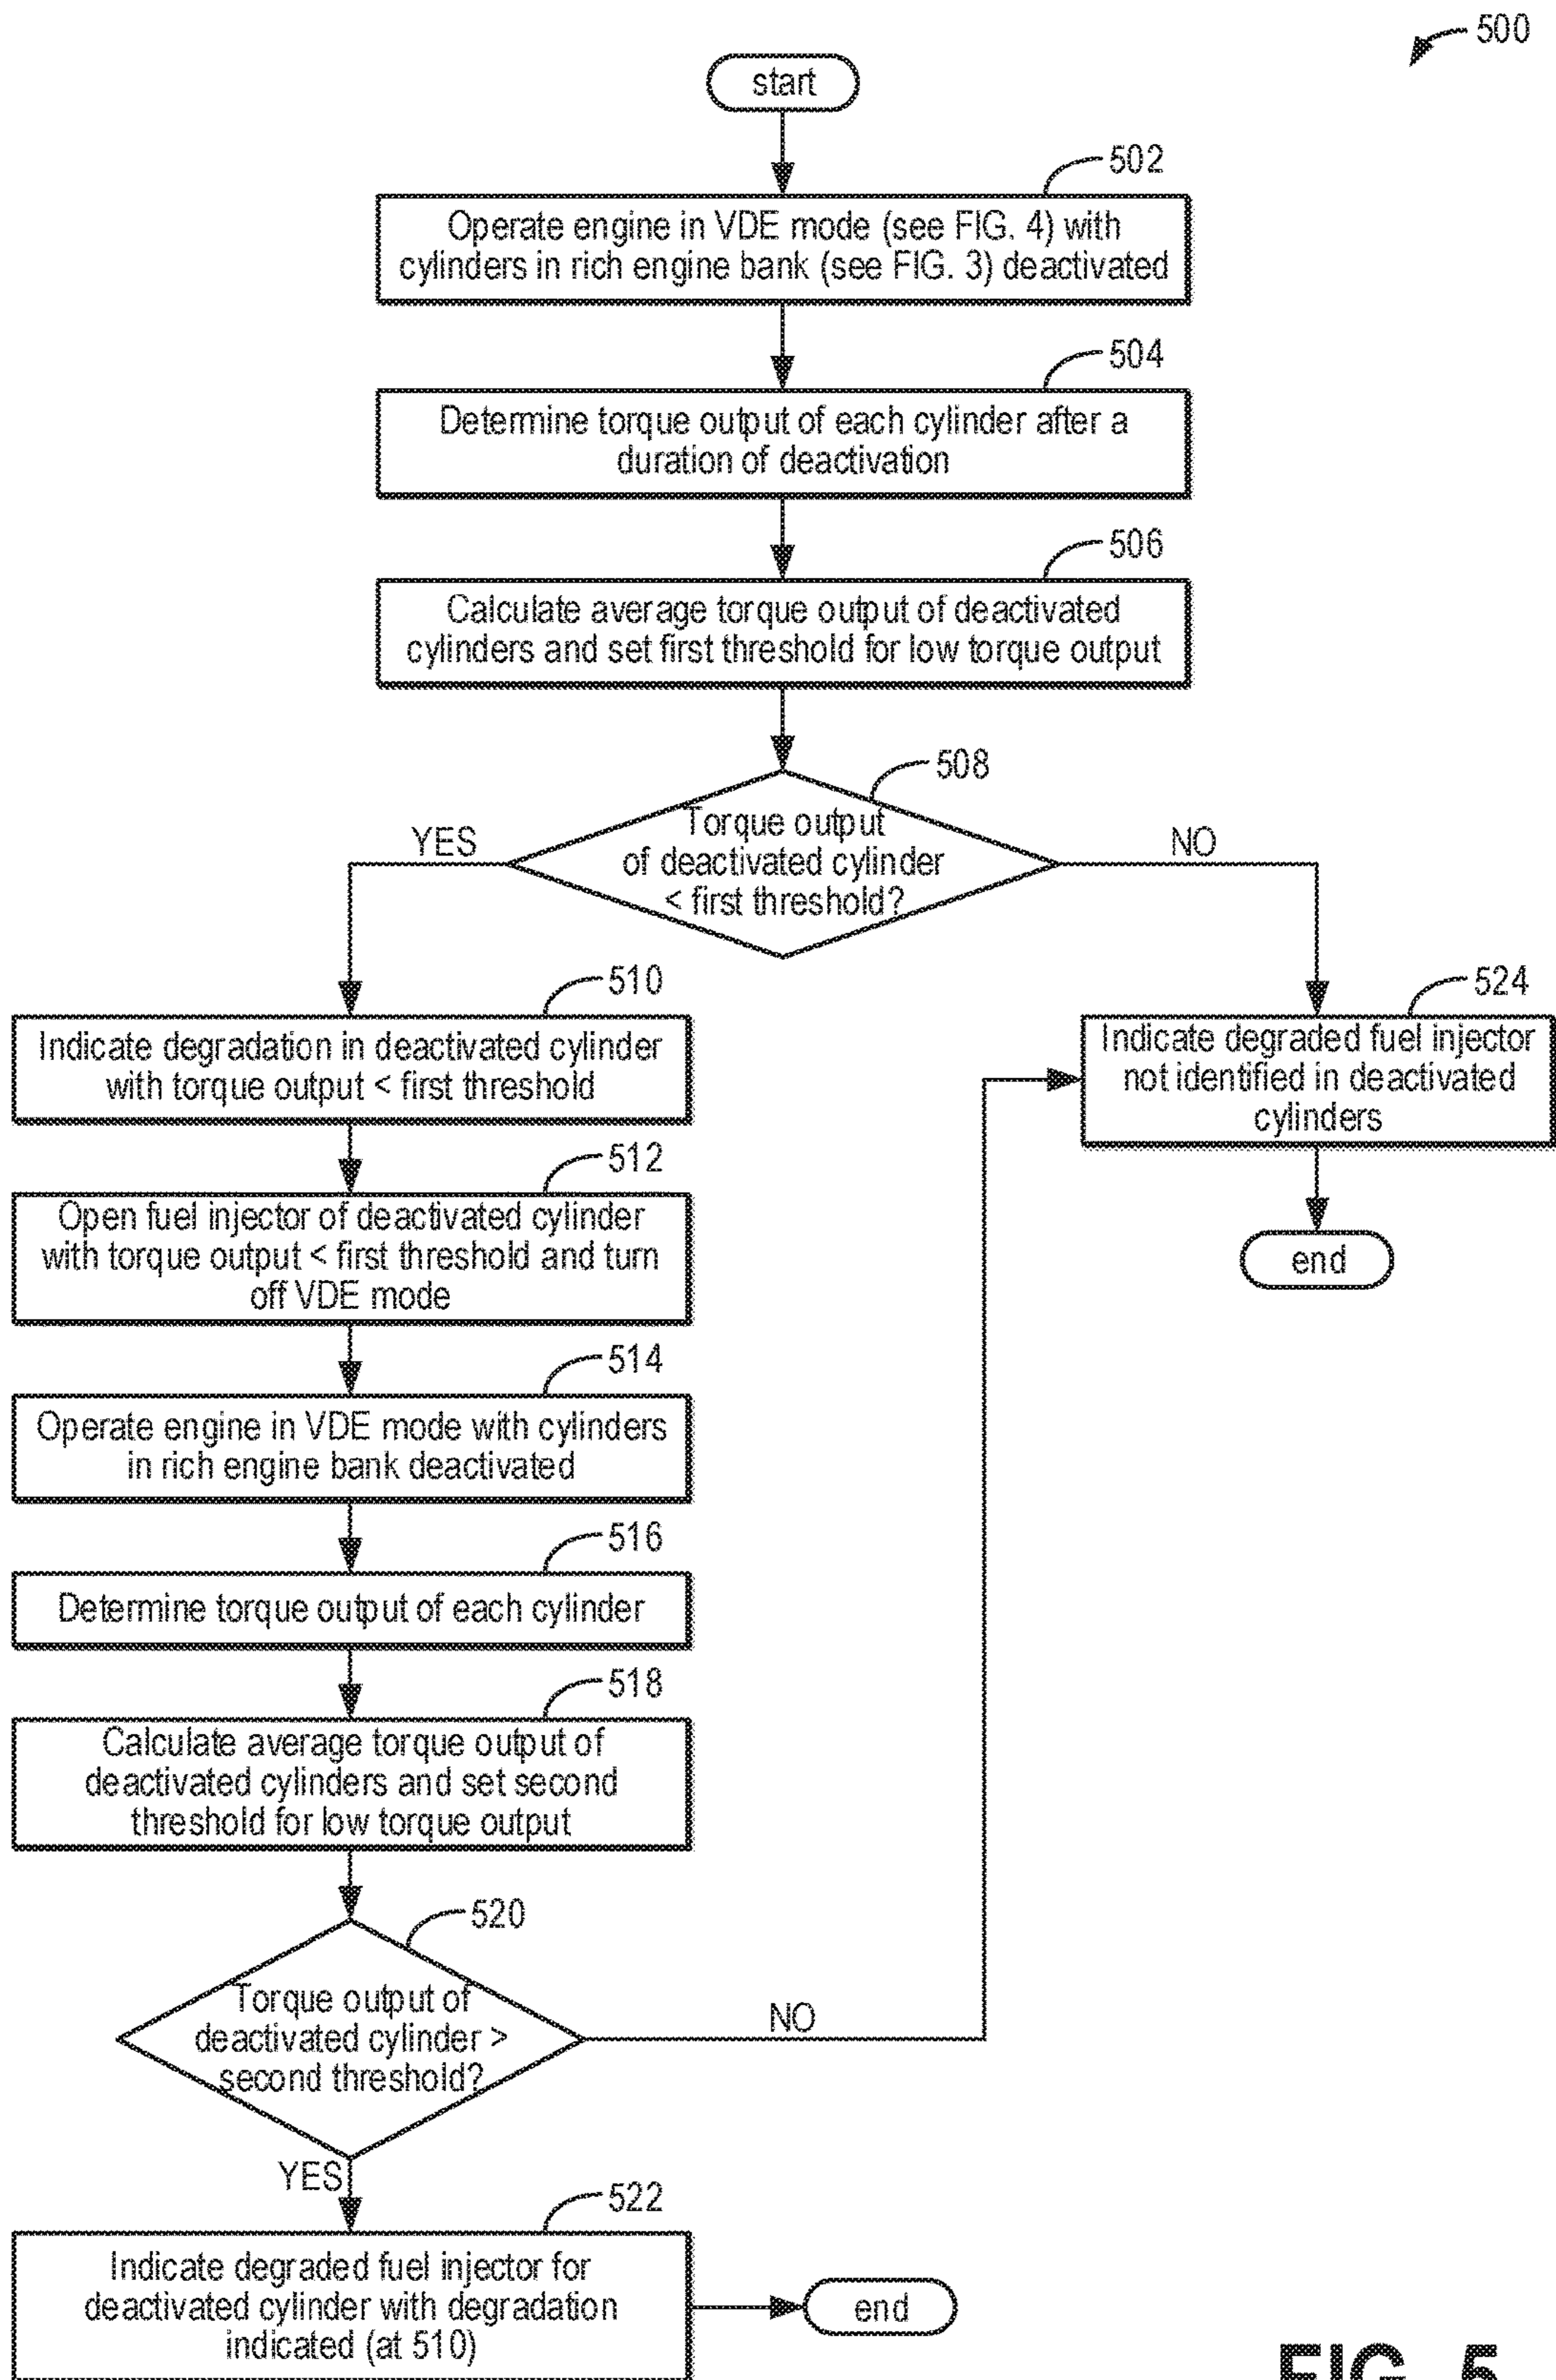 500
start
502
Operate engine in VDE mode (see FIG. 4) with
cylinders in rich engine bank (see FIG. 3) deactivated
504
Determine torque output of each cylinder after a
duration of deactivation
506
Calculate average torque output of deactivated
cylinders and set first threshold for low torque output
508
Torque output
of deactivated cylinder
< first threshold?
YES
NO
510
Indicate degradation in deactivated cylinder
with torque output < first threshold
524
Indicate degraded fuel injector
not identified in deactivated
cylinders
end
512
Open fuel injector of deactivated cylinder
with torque output < first threshold and turn
off VDE mode
514
Operate engine in VDE mode with cylinders
in rich engine bank deactivated
516
Determine torque output of each cylinder
518
Calculate average torque output of
deactivated cylinders and set second
threshold for low torque output
520
Torque output of
deactivated cylinder >
second threshold?
NO
YES
522
Indicate degraded fuel injector for
deactivated cylinder with degradation
indicated (at 510)
end
FIG. 5